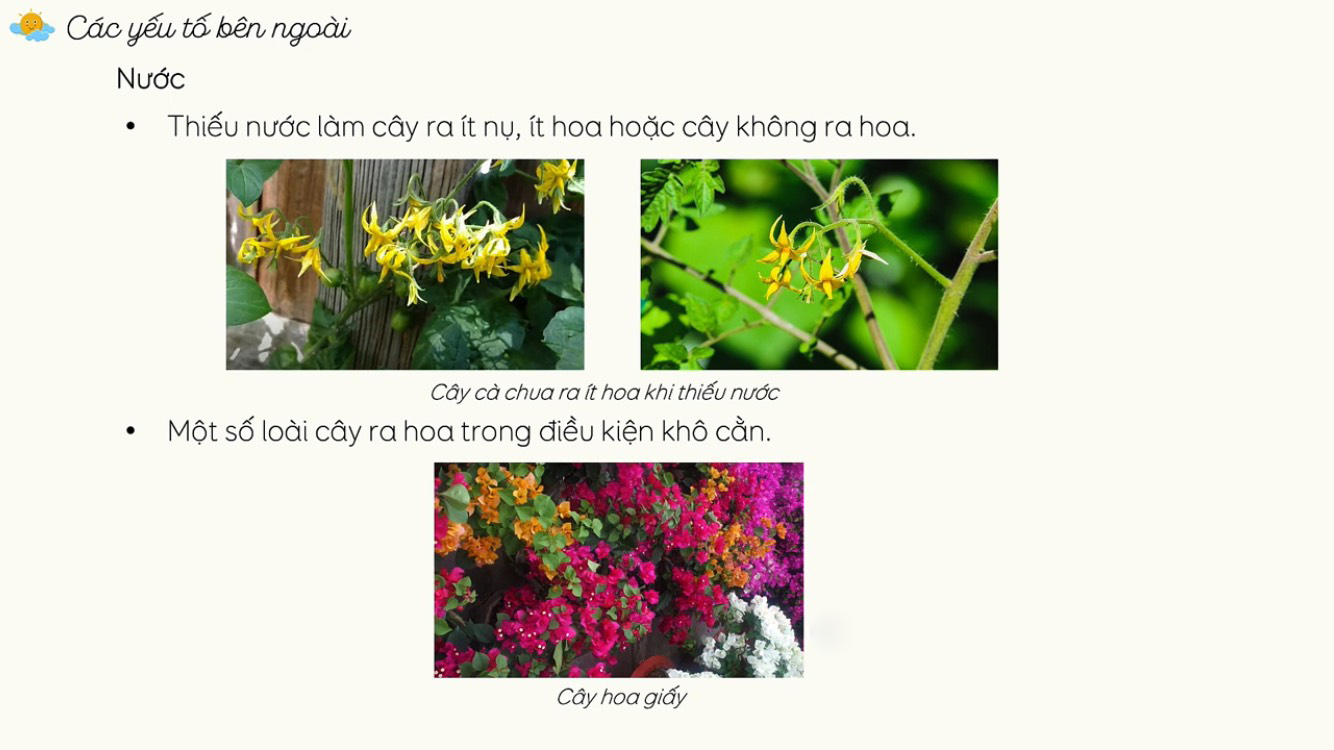 Các yếu tố bên ngoài
Nước
• Thiếu nước làm cây ra ít nụ, ít hoa hoặc cây không ra hoa.
Cây cà chua ra ít hoa khi thiếu nước
• Một số loài cây ra hoa trong điều kiện khô cằn.
Cây hoa giấy